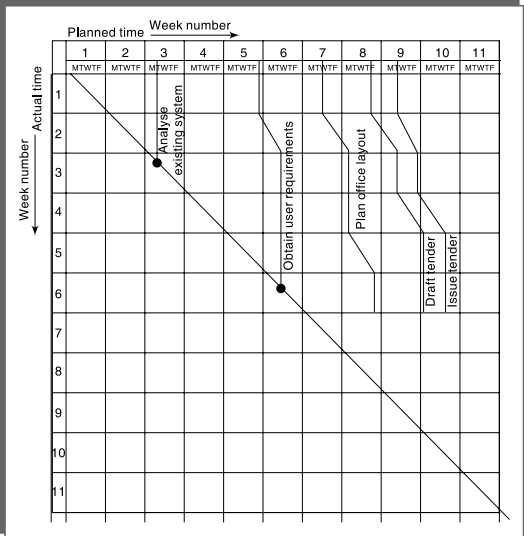 Planned time Week number
1 2 3 4 5 6 7 8 9 10 11
MTWTF MTWTF MTWTF MTWTF MTWTF MTWTF MTWTF MTWTF MTWTF MTWTF MTWTF
Week number
Actual time
1
2
3
4
5
6
7
8
9
10
11
Analyse
existing system
Obtain user requirements
Plan office layout
Draft tender
Issue tender